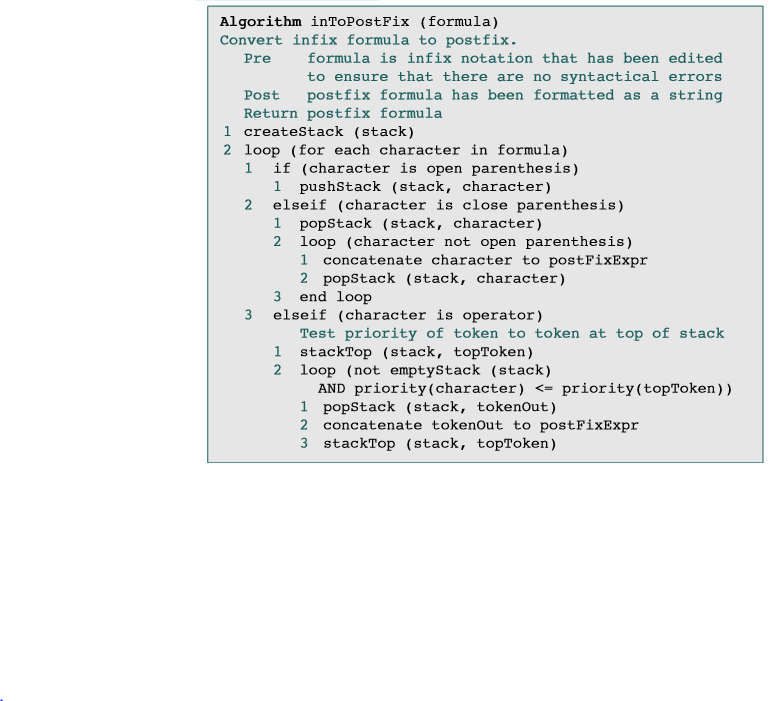 Algorithm inToPostFix (formula)
Convert infix formula to postfix.
Pre formula is infix notation that has been edited
to ensure that there are no syntactical errors
Post postfix formula has been formatted as a string
Return postfix formula
1 createStack (stack)
2 loop (for each character in formula)
1 if (character is open parenthesis)
1 pushStack (stack, character)
2 elseif (character is close parenthesis)
1 popStack (stack, character)
2 loop (character not open parenthesis)
1 concatenate character to postFixExpr
2 popStack (stack, character)
3 end loop
3 elseif (character is operator)
Test priority of token to token at top of stack
1 stackTop (stack, topToken)
2 loop (not emptyStack (stack)
AND priority(character) <= priority(topToken))
1 popStack (stack, tokenOut)
2 concatenate tokenOut to postFixExpr
3 stackTop (stack, topToken)